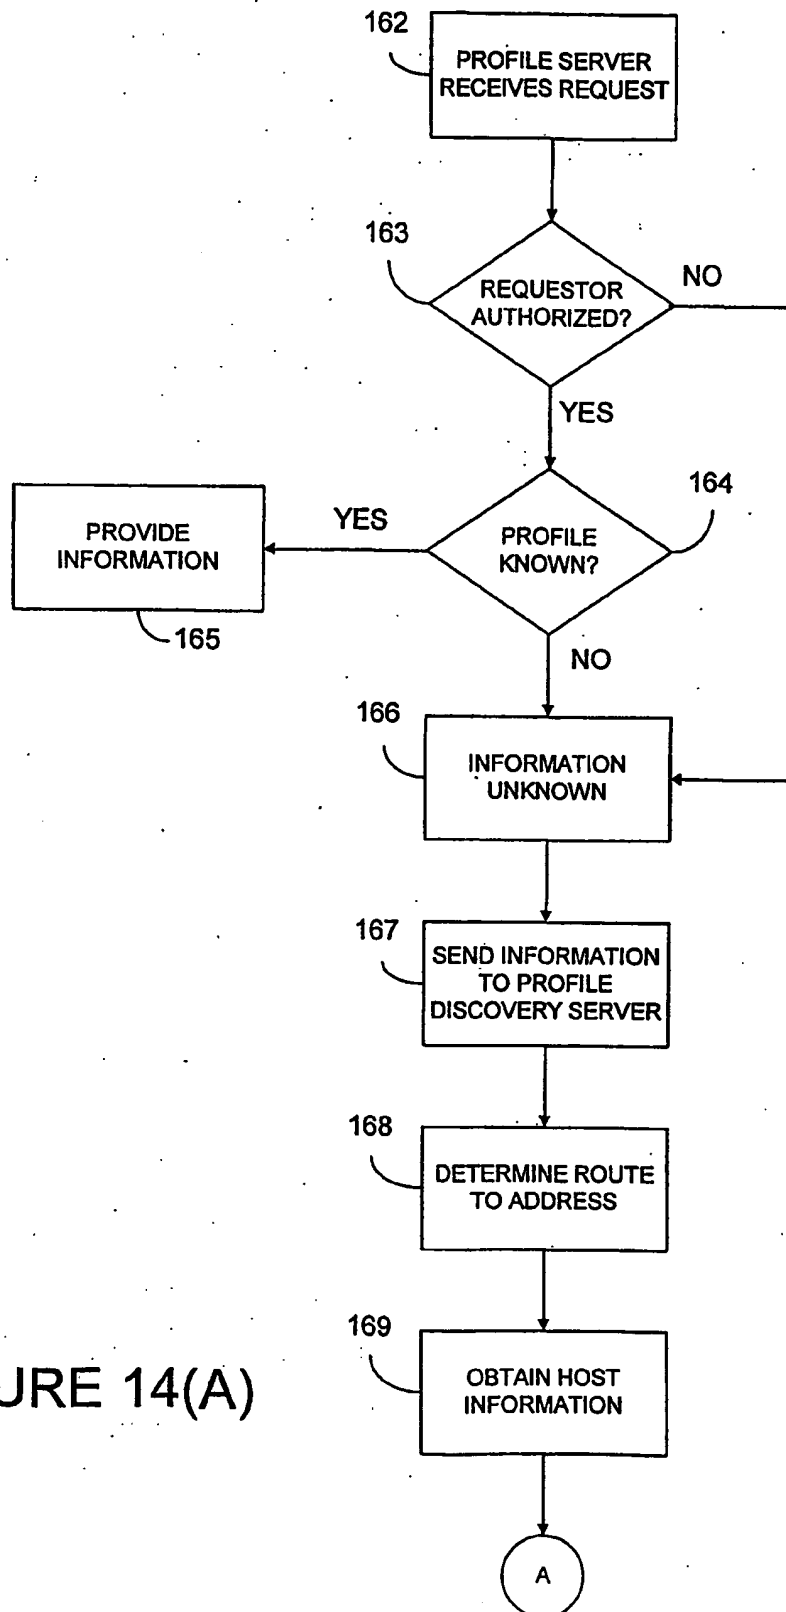 162
PROFILE SERVER
RECEIVES REQUEST
163
REQUESTOR
AUTHORIZED?
NO
YES
164
PROFILE
KNOWN?
YES
PROVIDE
INFORMATION
165
NO
166
INFORMATION
UNKNOWN
167
SEND INFORMATION
TO PROFILE
DISCOVERY SERVER
168
DETERMINE ROUTE
TO ADDRESS
169
OBTAIN HOST
INFORMATION
URE 14(A)
A